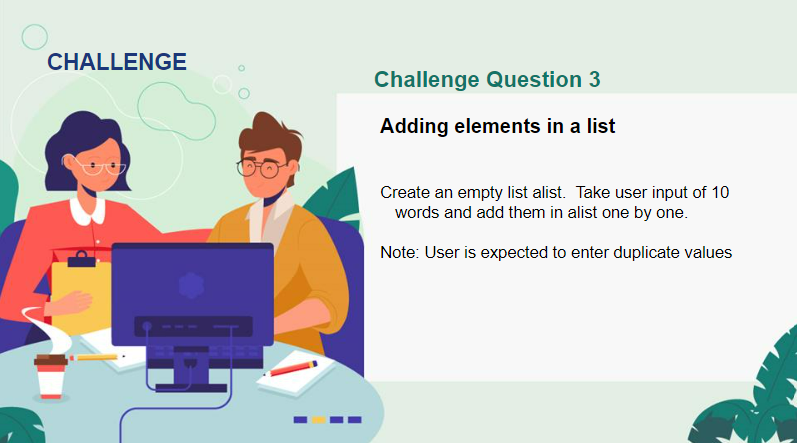 CHALLENGE
Challenge Question 3
Adding elements in a list
Create an empty list alist.  Take user input of 10
words and add them in alist one by one.
Note: User is expected to enter duplicate values